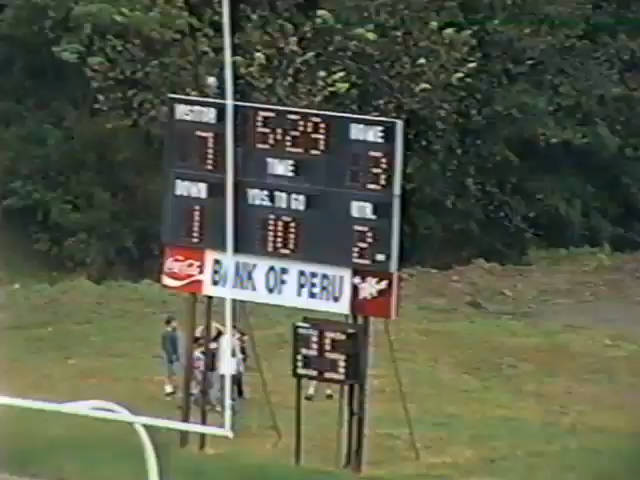 VISITOR 5:29 HOME
7 TIME 3
DOWN YDS. TO GO QTR.
1 10 2
Coca-Cola BANK OF PERU
25